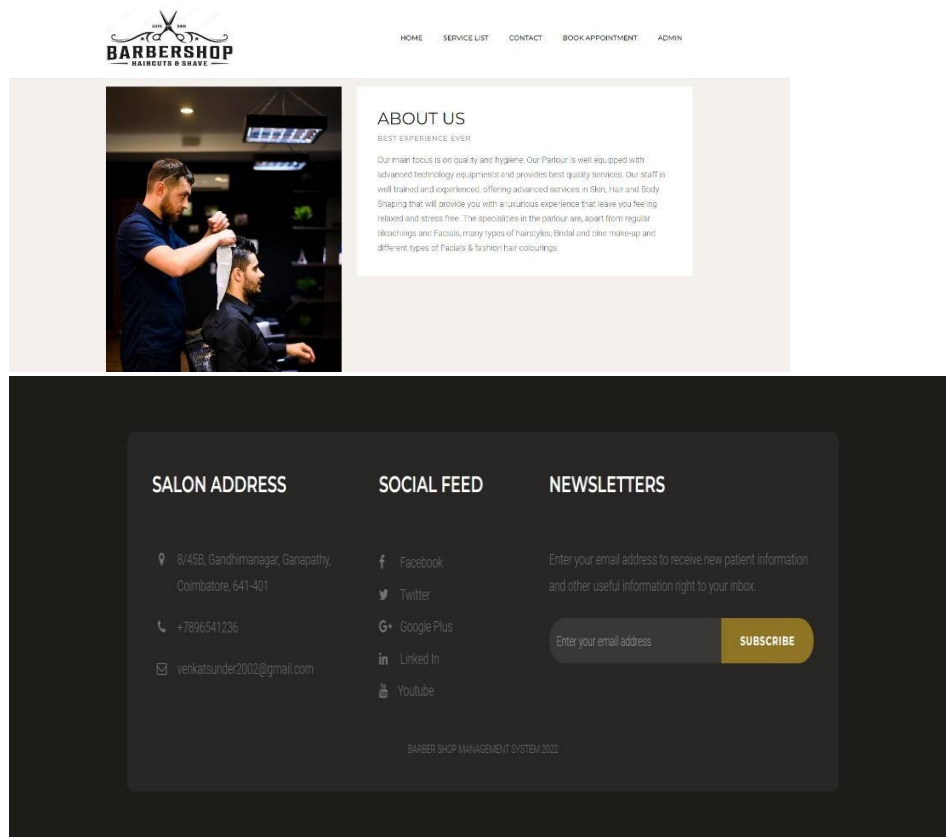 ESTD 2018
BARBERSHOP
HAIRCUTS & SHAVE
HOME SERVICE LIST CONTACT BOOK APPOINTMENT ADMIN
ABOUT US
BEST EXPERIENCE EVER
Our main focus is on quality and hygiene. Our Parlour is well equipped with
advanced technology equipments and provides best quality services. Our staff is
well trained and experienced, offering advanced services in Skin, Hair and Body
Shaping that will provide you with a luxurious experience that leave you feeling
relaxed and stress free. The specialities in the parlour are, apart from regular
bleachings and Facials, many types of hairstyles, Bridal and cine make-up and
different types of Facials & fashion hair colourings.
SALON ADDRESS
8/45B, Gandhimanagar, Ganapathy,
Coimbatore, 641-401
+7896541236
venkatsunder2002@gmail.com
SOCIAL FEED
Facebook
Twitter
Google Plus
Linked In
Youtube
NEWSLETTERS
Enter your email address to receive new patient information
and other useful information right to your inbox.
Enter your email address SUBSCRIBE
BARBER SHOP MANAGEMENT SYSTEM 2022